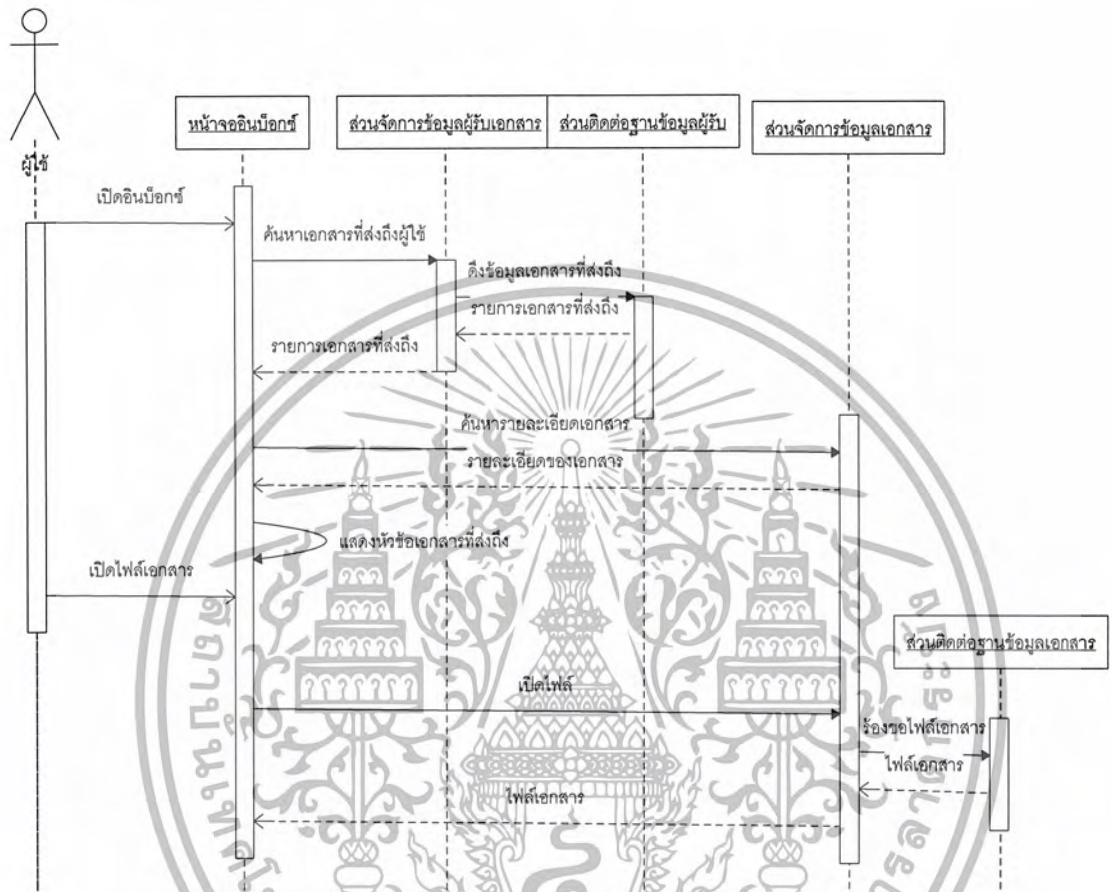 หน้าจออินบ็อกซ์
ส่วนจัดการข้อมูลผู้รับเอกสาร
ส่วนติดต่อฐานข้อมูลผู้รับ
ส่วนจัดการข้อมูลเอกสาร
ผู้ใช้
เปิดอินบ็อกซ์
ค้นหาเอกสารที่ส่งถึงผู้ใช้
ดึงข้อมูลเอกสารที่ส่งถึง
รายการเอกสารที่ส่งถึง
รายการเอกสารที่ส่งถึง
ค้นหารายละเอียดเอกสาร
รายละเอียดของเอกสาร
แสดงหัวข้อเอกสารที่ส่งถึง
เปิดไฟล์เอกสาร
ส่วนติดต่อฐานข้อมูลเอกสาร
เปิดไฟล์
ร้องขอไฟล์เอกสาร
ไฟล์เอกสาร
ไฟล์เอกสาร